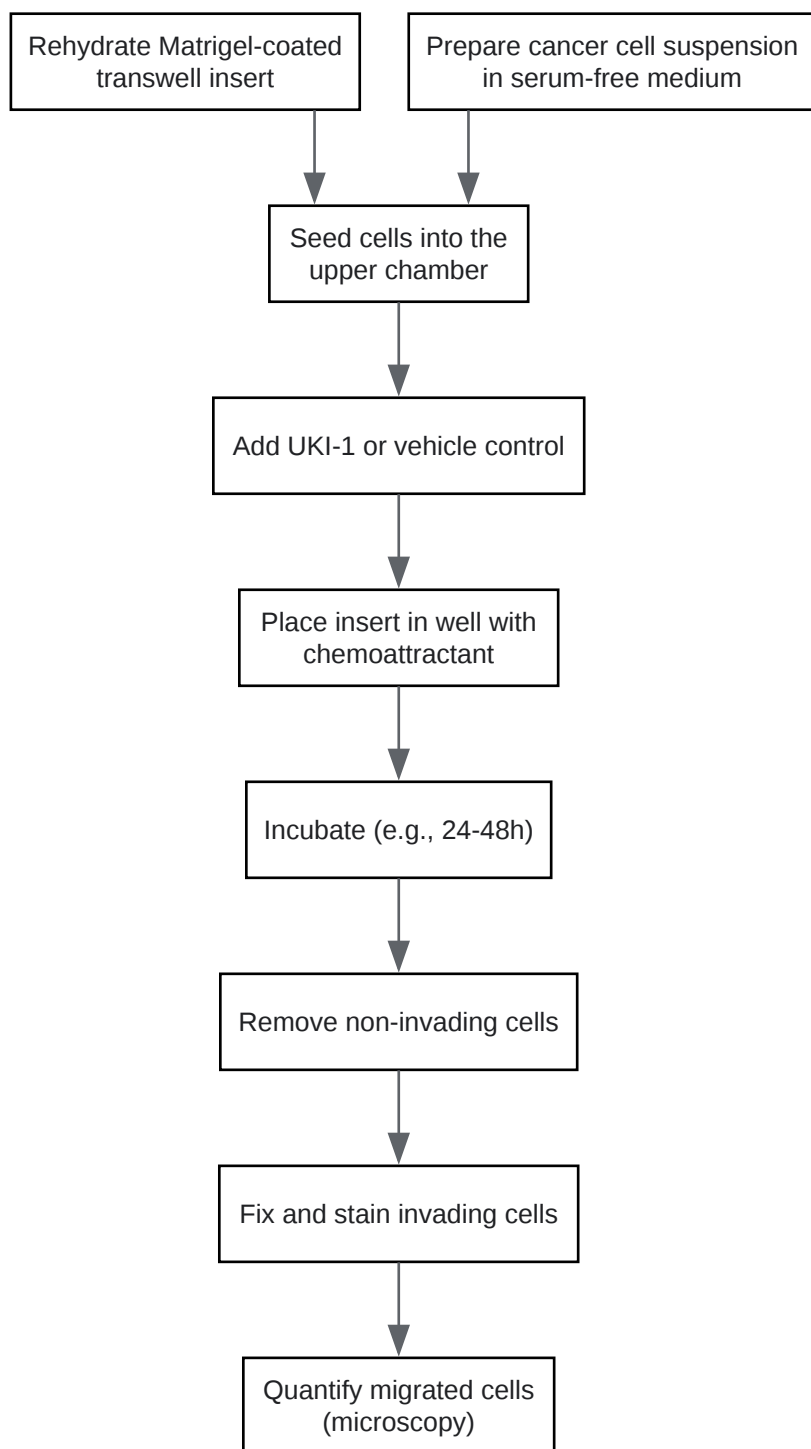 Rehydrate Matrigel-coated
transwell insert
Prepare cancer cell suspension
in serum-free medium
Seed cells into the
upper chamber
Add UKI-1 or vehicle control
Place insert in well with
chemoattractant
Incubate (e.g., 24-48h)
Remove non-invading cells
Fix and stain invading cells
Quantify migrated cells
(microscopy)